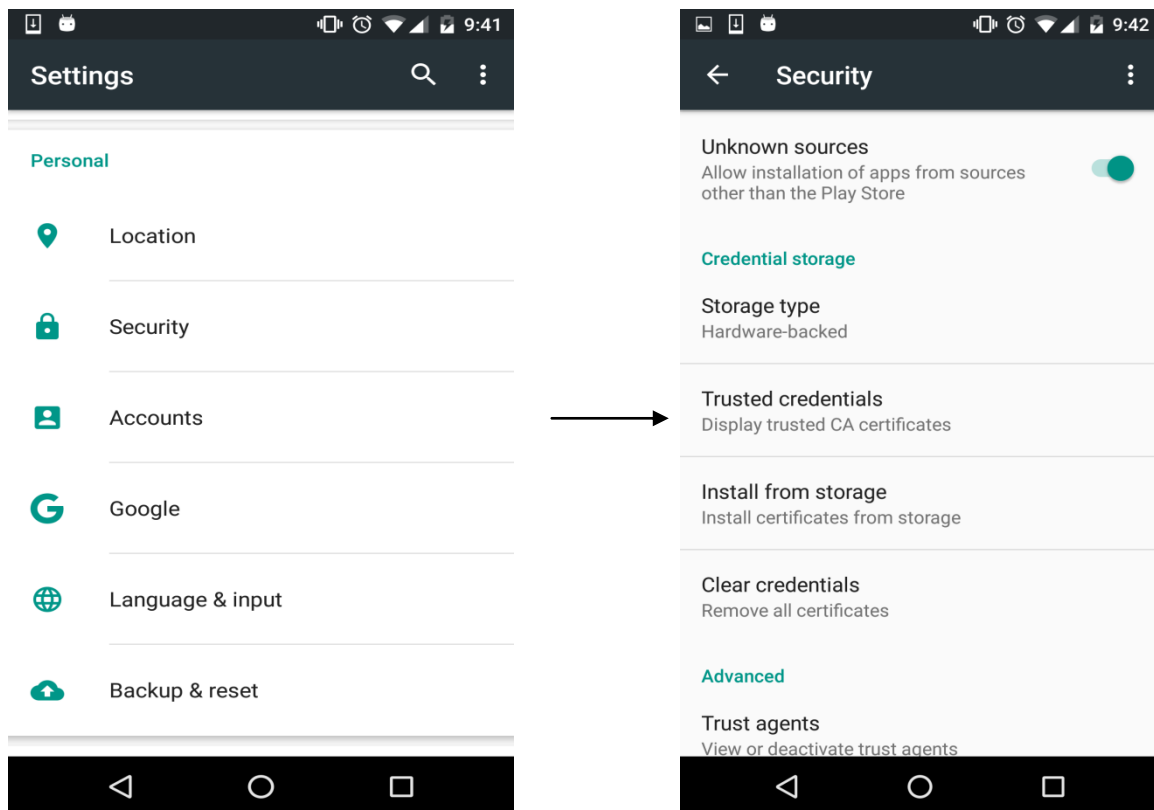 9:41
Settings
Personal
Location
Security
Accounts
Google
Language & input
Backup & reset
9:42
Security
Unknown sources
Allow installation of apps from sources
other than the Play Store
Credential storage
Storage type
Hardware-backed
Trusted credentials
Display trusted CA certificates
Install from storage
Install certificates from storage
Clear credentials
Remove all certificates
Advanced
Trust agents
View or deactivate trust agents